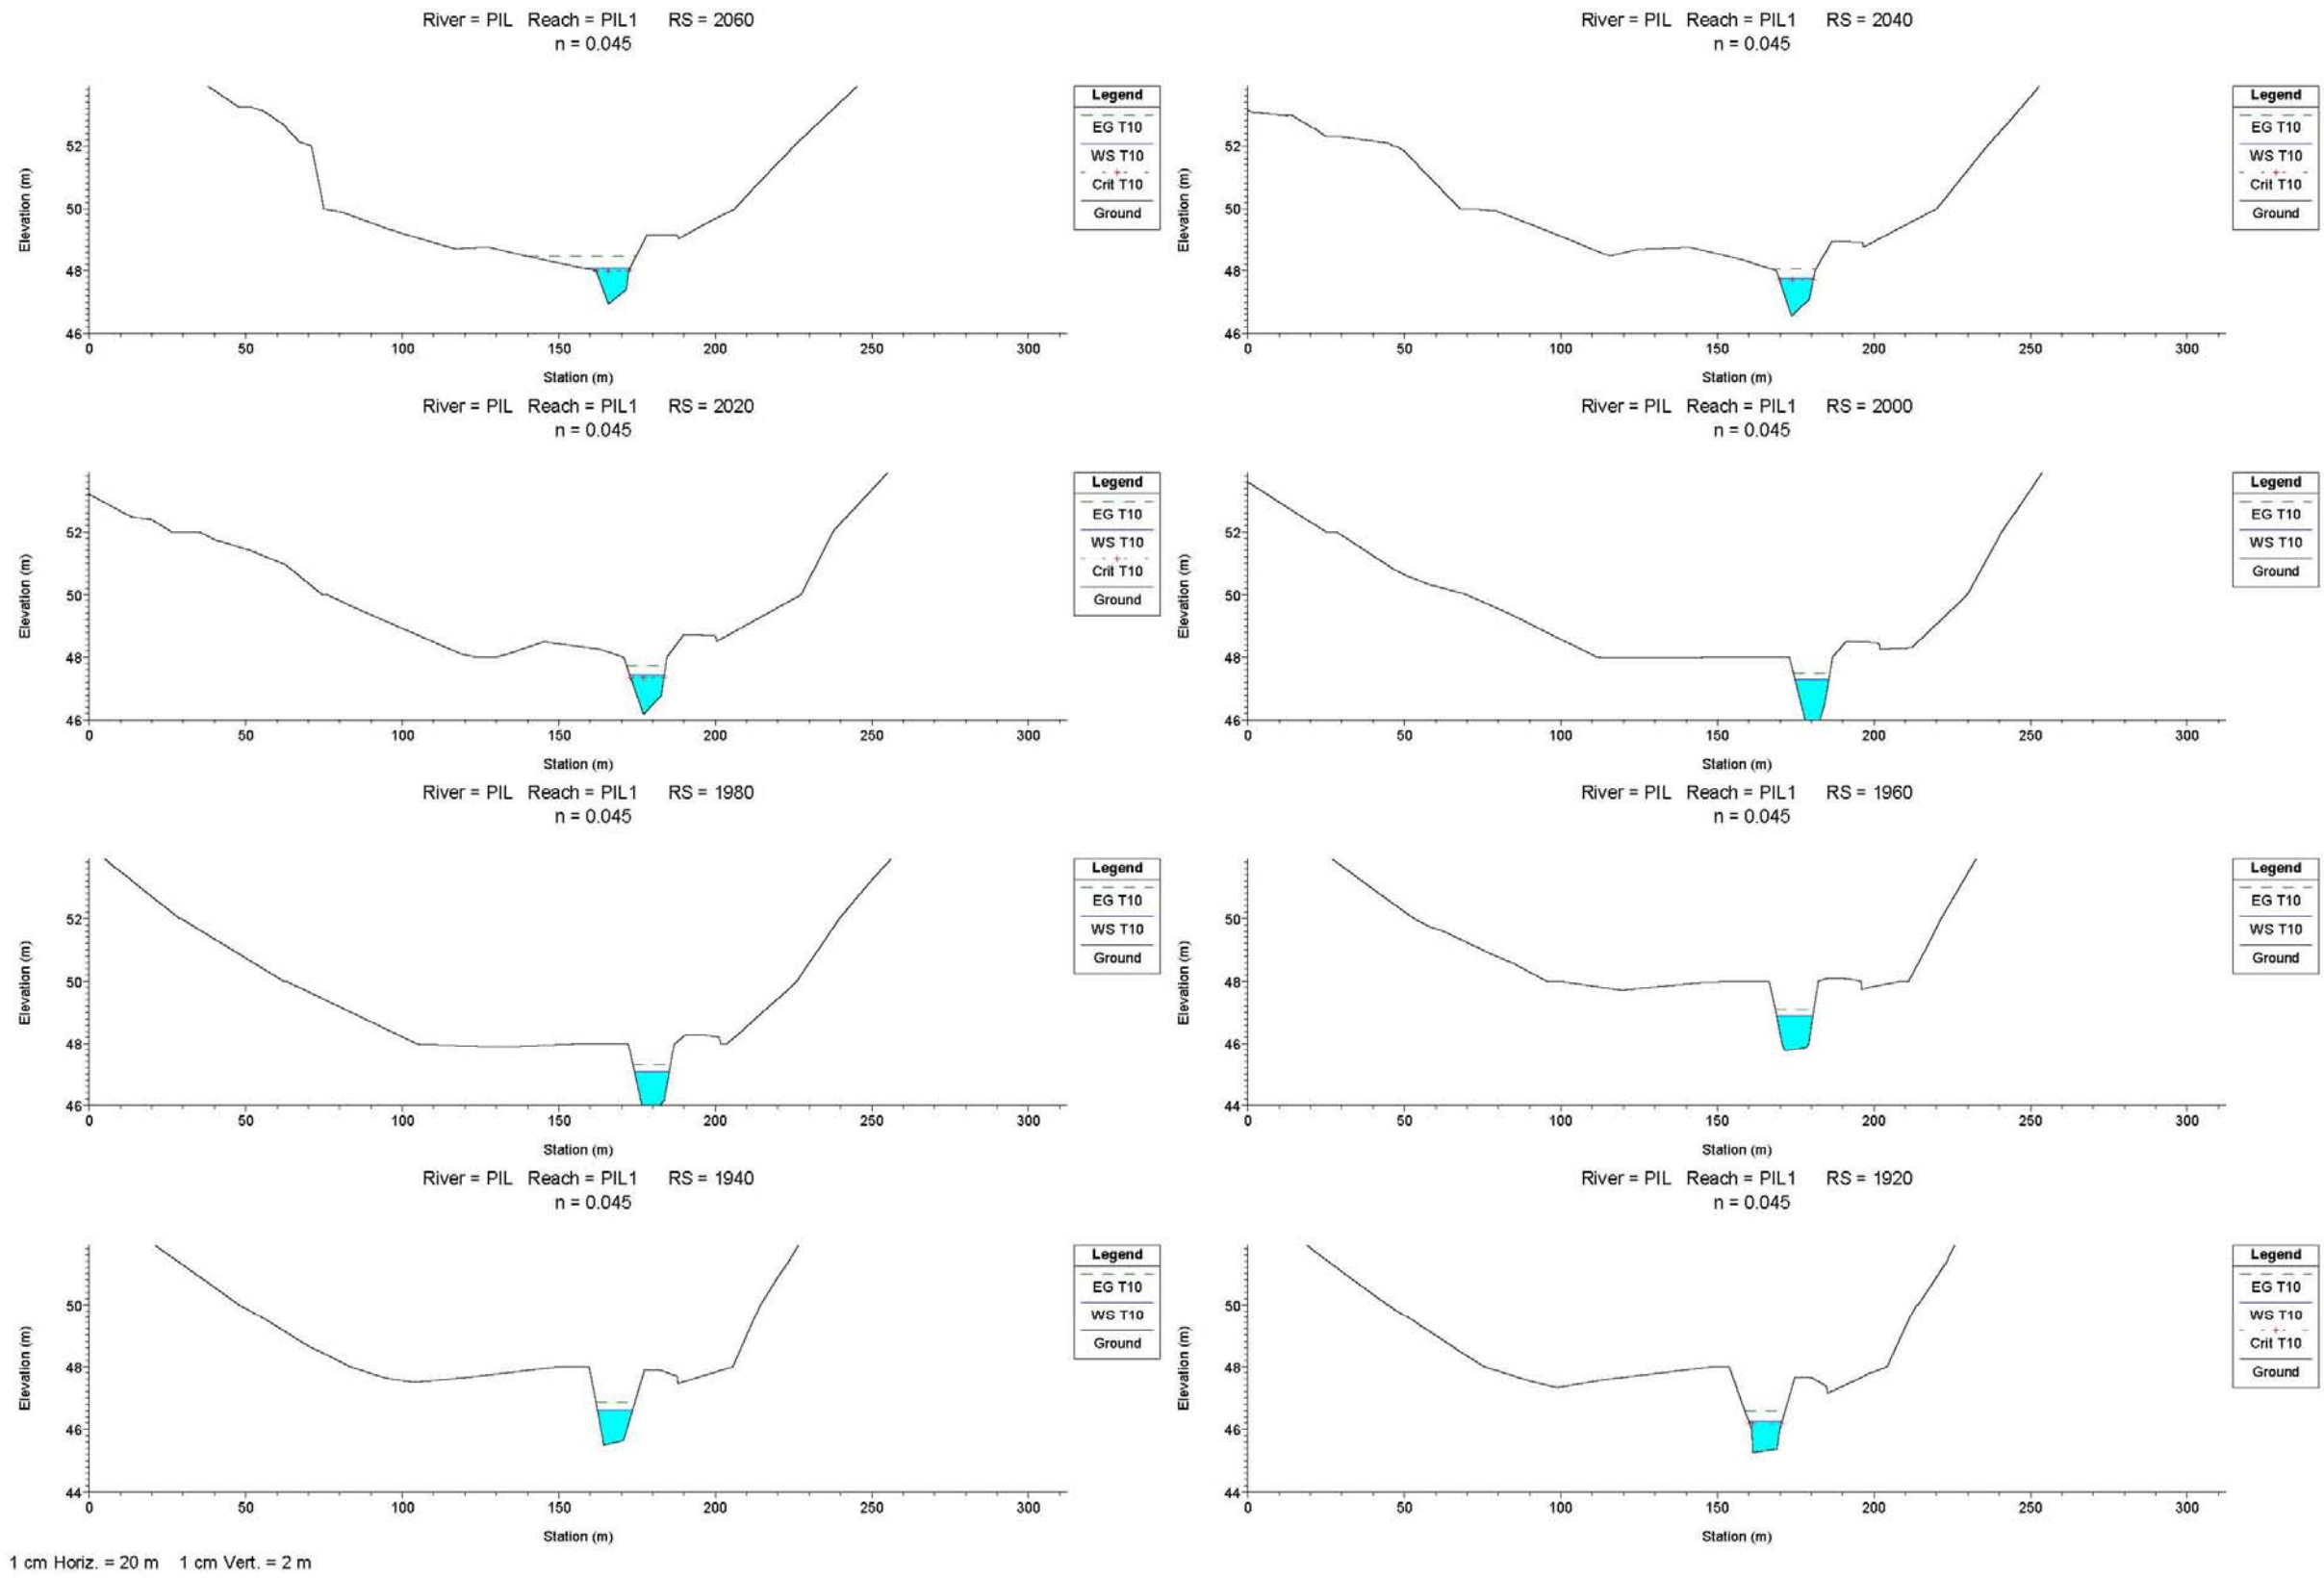 River = PIL Reach = PIL1 RS = 2060
n = 0.045
Elevation (m)
52
50
48
46
0 50 100 150 200 250 300
Station (m)
Legend
EG T10
WS T10
Crit T10
Ground
River = PIL Reach = PIL1 RS = 2040
n = 0.045
Elevation (m)
52
50
48
46
0 50 100 150 200 250 300
Station (m)
Legend
EG T10
WS T10
Crit T10
Ground
River = PIL Reach = PIL1 RS = 2020
n = 0.045
Elevation (m)
52
50
48
46
0 50 100 150 200 250 300
Station (m)
Legend
EG T10
WS T10
Crit T10
Ground
River = PIL Reach = PIL1 RS = 2000
n = 0.045
Elevation (m)
52
50
48
46
0 50 100 150 200 250 300
Station (m)
Legend
EG T10
WS T10
Ground
River = PIL Reach = PIL1 RS = 1980
n = 0.045
Elevation (m)
52
50
48
46
0 50 100 150 200 250 300
Station (m)
Legend
EG T10
WS T10
Ground
River = PIL Reach = PIL1 RS = 1960
n = 0.045
Elevation (m)
50
48
46
44
0 50 100 150 200 250 300
Station (m)
Legend
EG T10
WS T10
Ground
River = PIL Reach = PIL1 RS = 1940
n = 0.045
Elevation (m)
50
48
46
44
0 50 100 150 200 250 300
Station (m)
Legend
EG T10
WS T10
Ground
River = PIL Reach = PIL1 RS = 1920
n = 0.045
Elevation (m)
50
48
46
44
0 50 100 150 200 250 300
Station (m)
Legend
EG T10
WS T10
Crit T10
Ground
1 cm Horiz. = 20 m 1 cm Vert. = 2 m